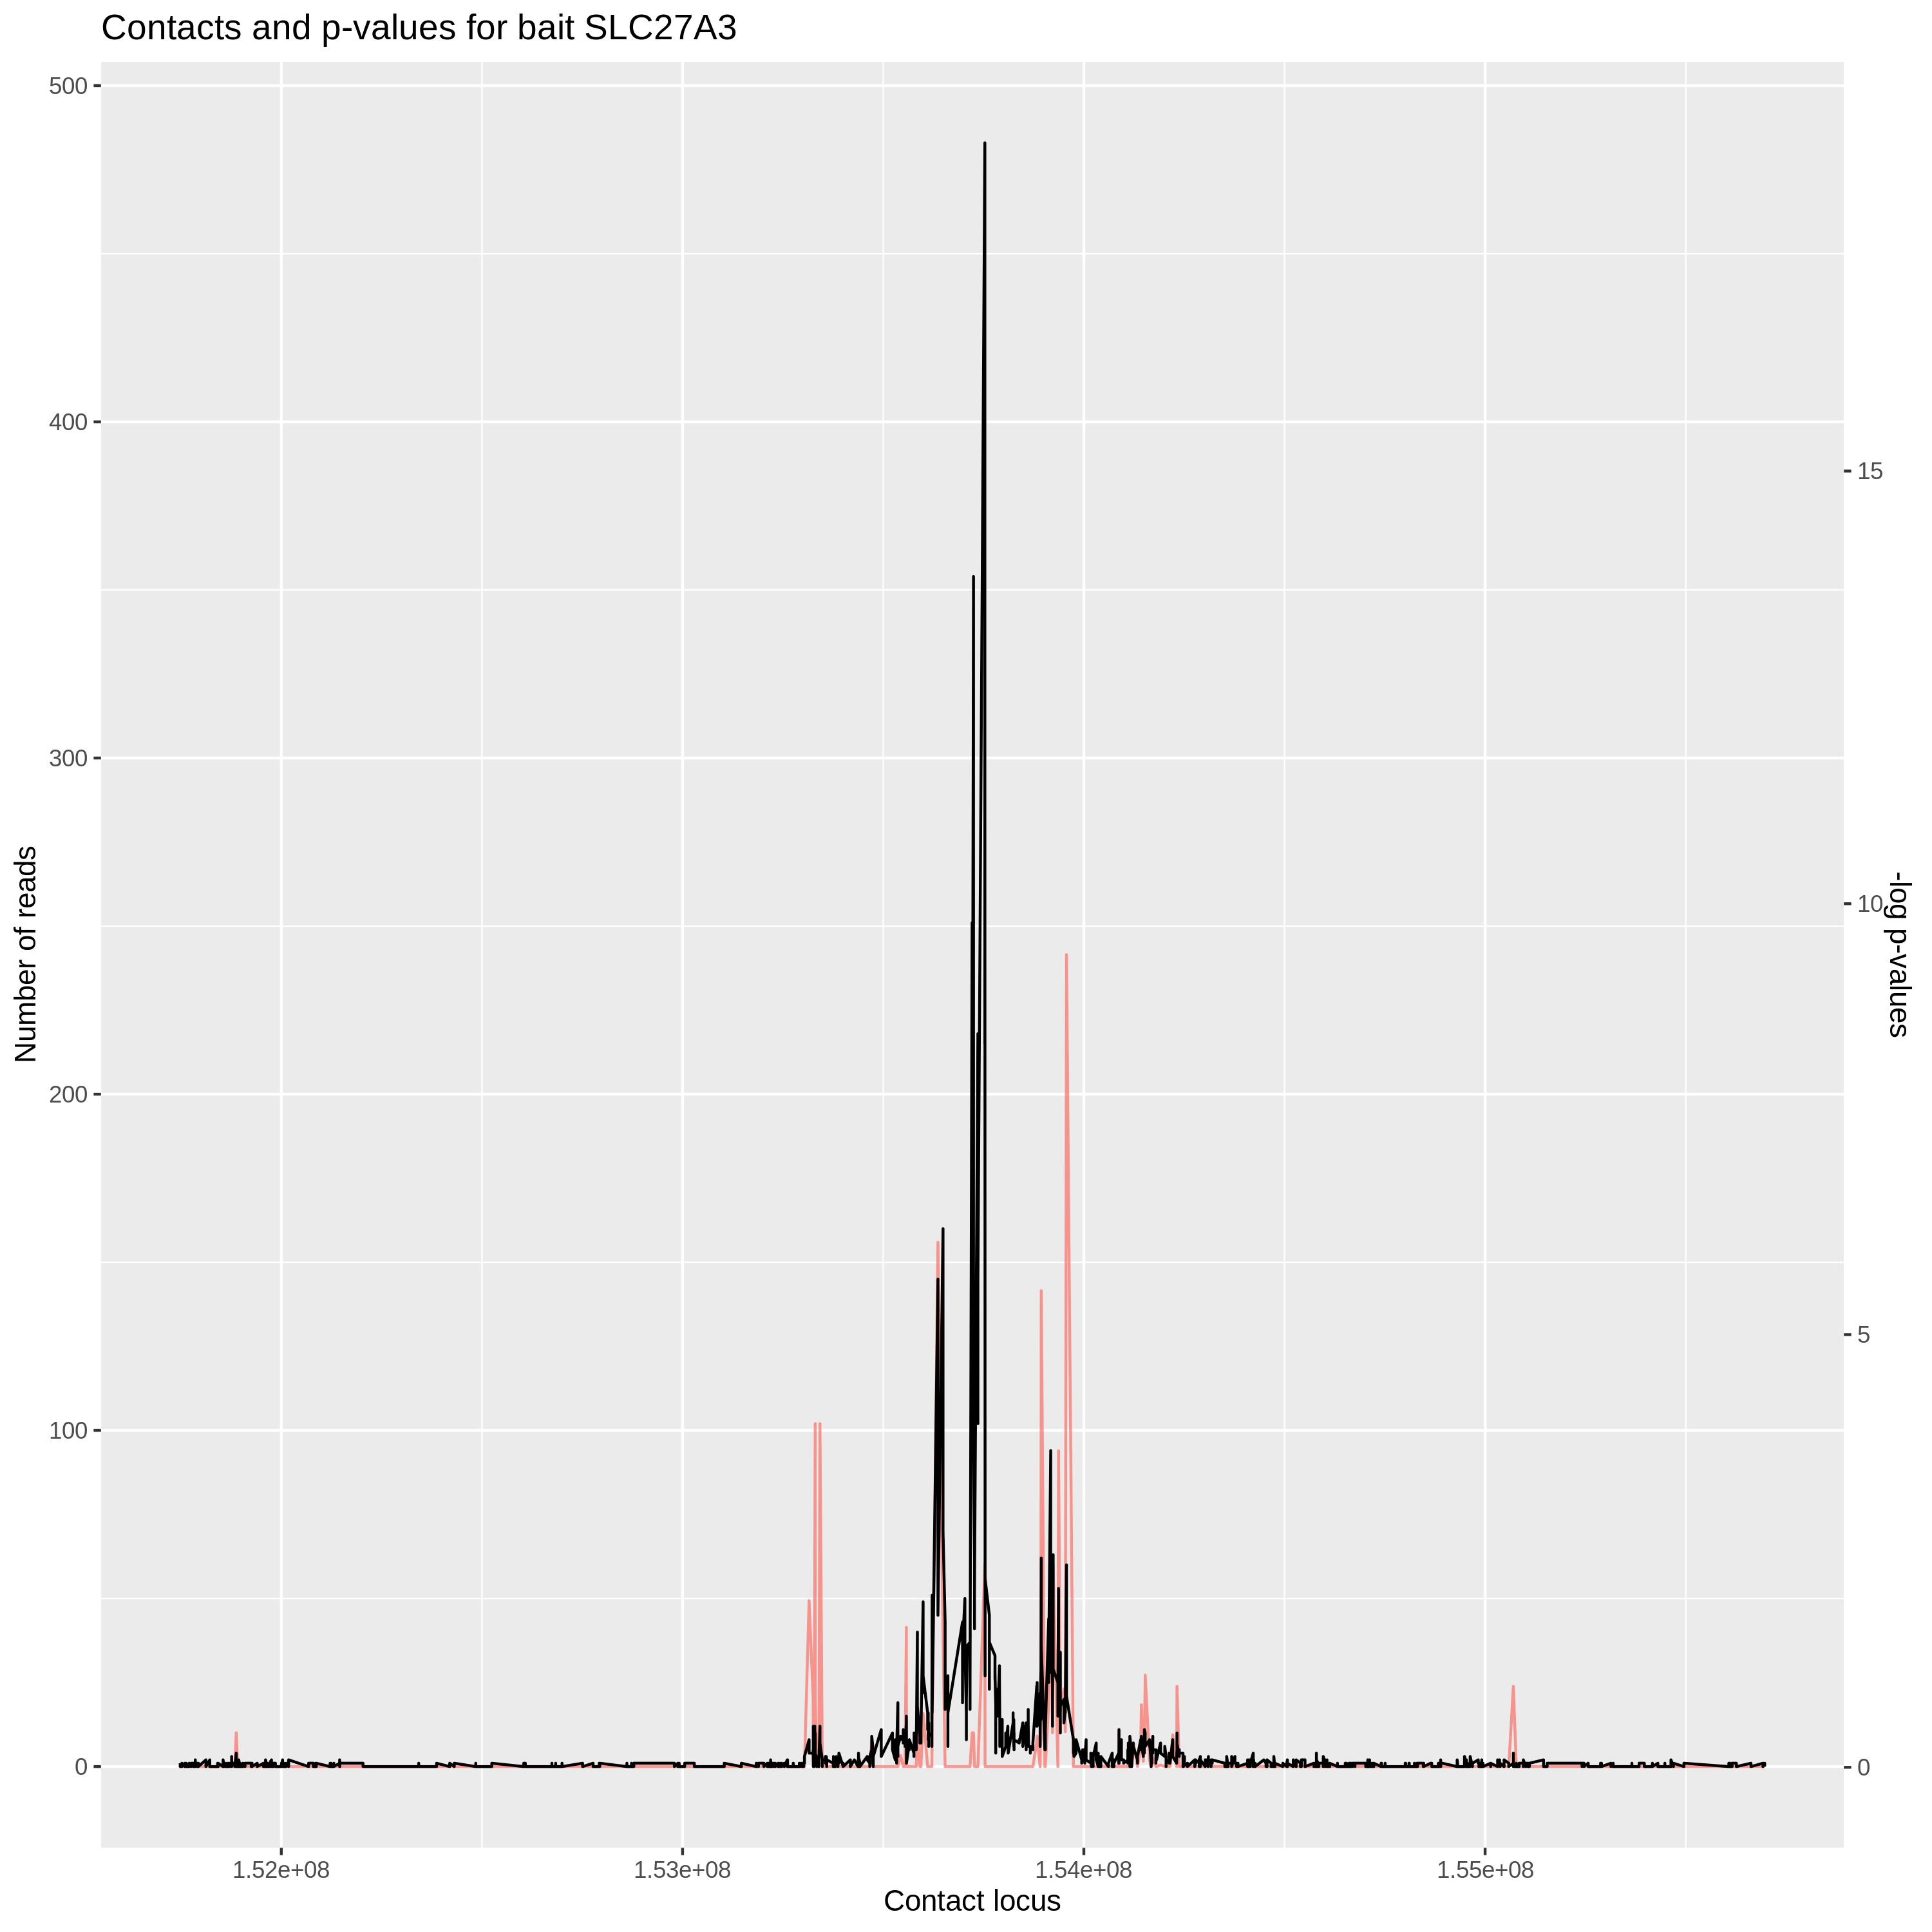 Contacts and p-values for bait SLC27A3
500
400
300
200
100
0
Number of reads
15
10
5
0
-log p-values
1.52e+08
1.53e+08
1.54e+08
1.55e+08
Contact locus